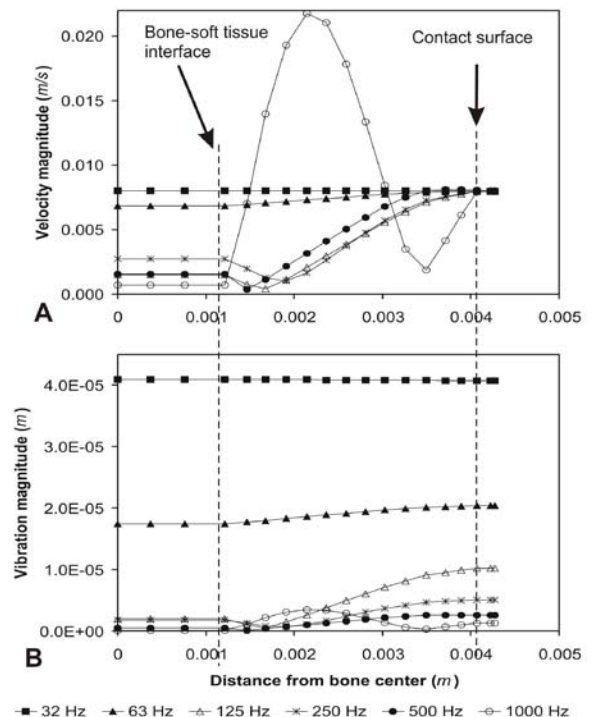 0.020
0.015
0.010
0.005
0.000
Velocity magnitude (m/s)
Bone-soft tissue
interface
Contact surface
A
0 0.001 0.002 0.003 0.004 0.005
4.0E-05
3.0E-05
2.0E-05
1.0E-05
0.0E+00
Vibration magnitude (m)
B
0 0.001 0.002 0.003 0.004 0.005
Distance from bone center (m)
32 Hz 63 Hz 125 Hz 250 Hz 500 Hz 1000 Hz